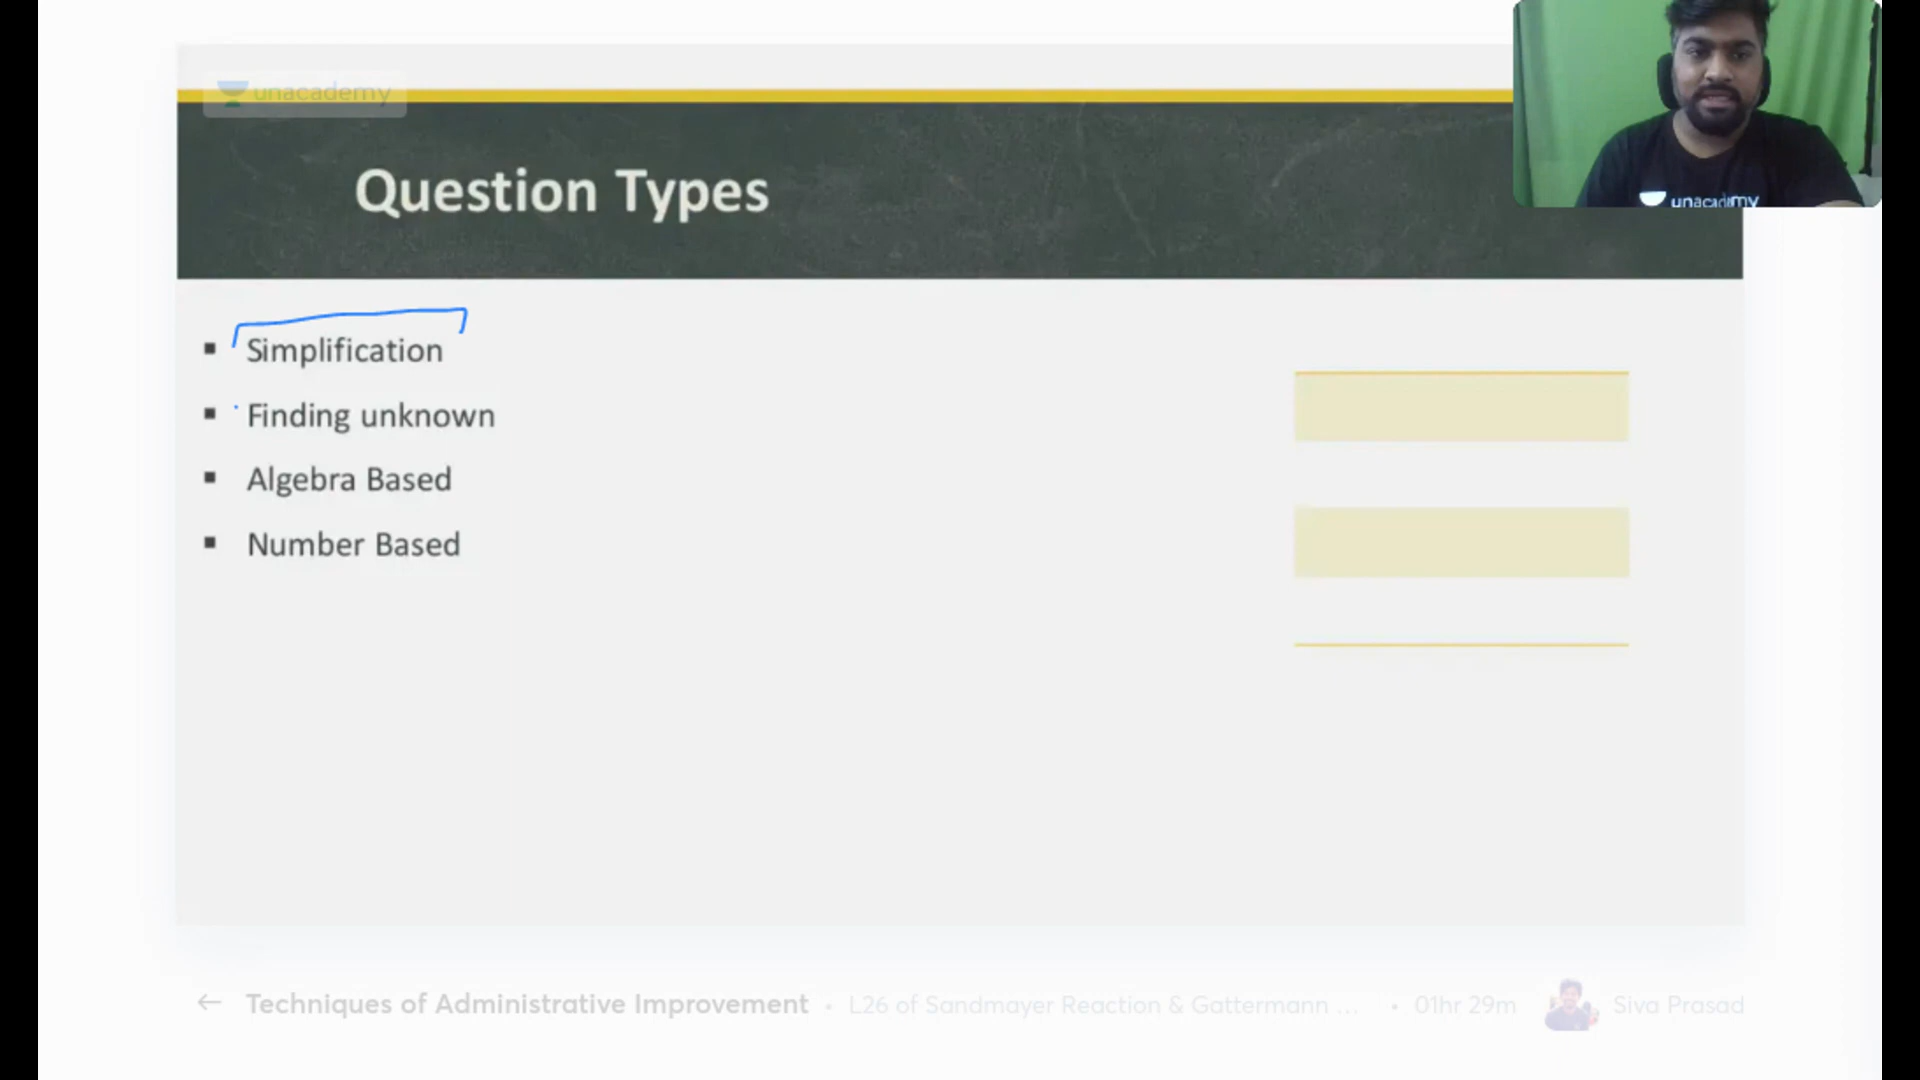 unacademy
Question Types
unacademy
▪ Simplification
▪ Finding unknown
▪ Algebra Based
▪ Number Based
← Techniques of Administrative Improvement • L26 of Sandmayer Reaction & Gattermann ... • 01hr 29m Siva Prasad